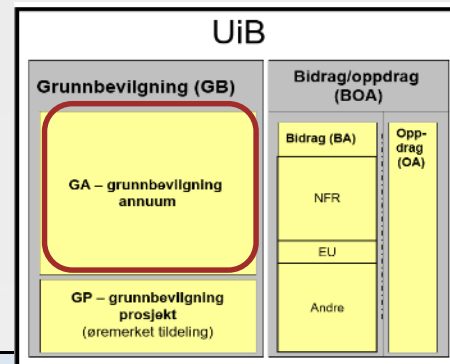 UiB
Grunnbevilgning (GB)
GA – grunnbevilgning
annuum
GP – grunnbevilgning
prosjekt
(øremerket tildeling)
Bidrag/oppdrag
(BOA)
Bidrag (BA)
NFR
EU
Andre
Opp-
drag
(OA)